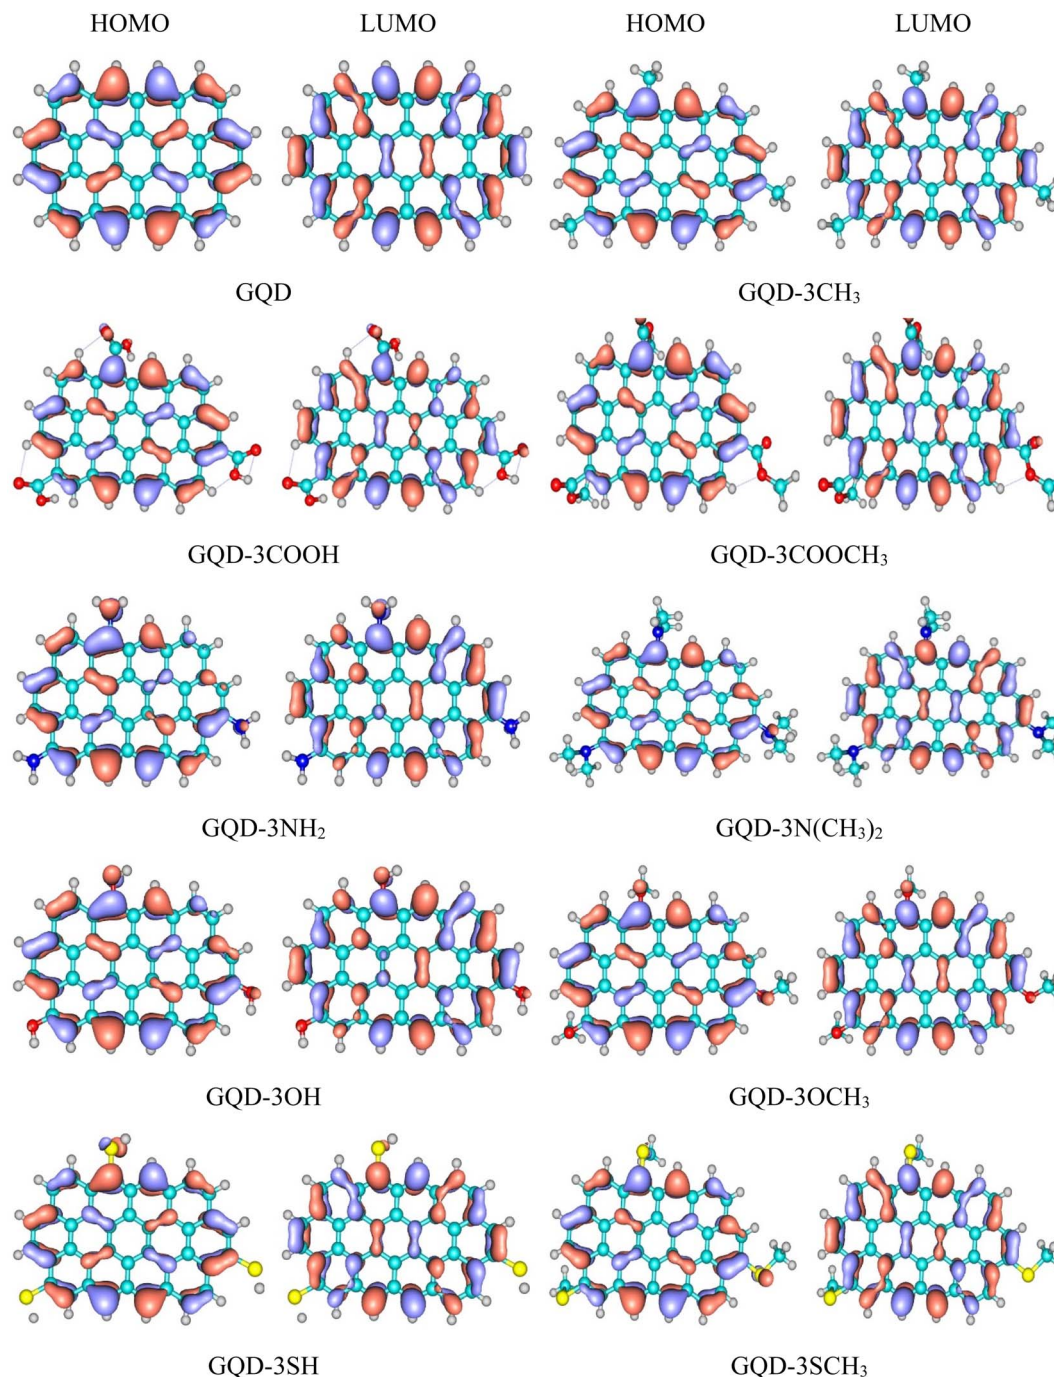 HOMO LUMO HOMO LUMO
GQD GQD-3CH₃
GQD-3COOH GQD-3COOCH₃
GQD-3NH₂ GQD-3N(CH₃)₂
GQD-3OH GQD-3OCH₃
GQD-3SH GQD-3SCH₃